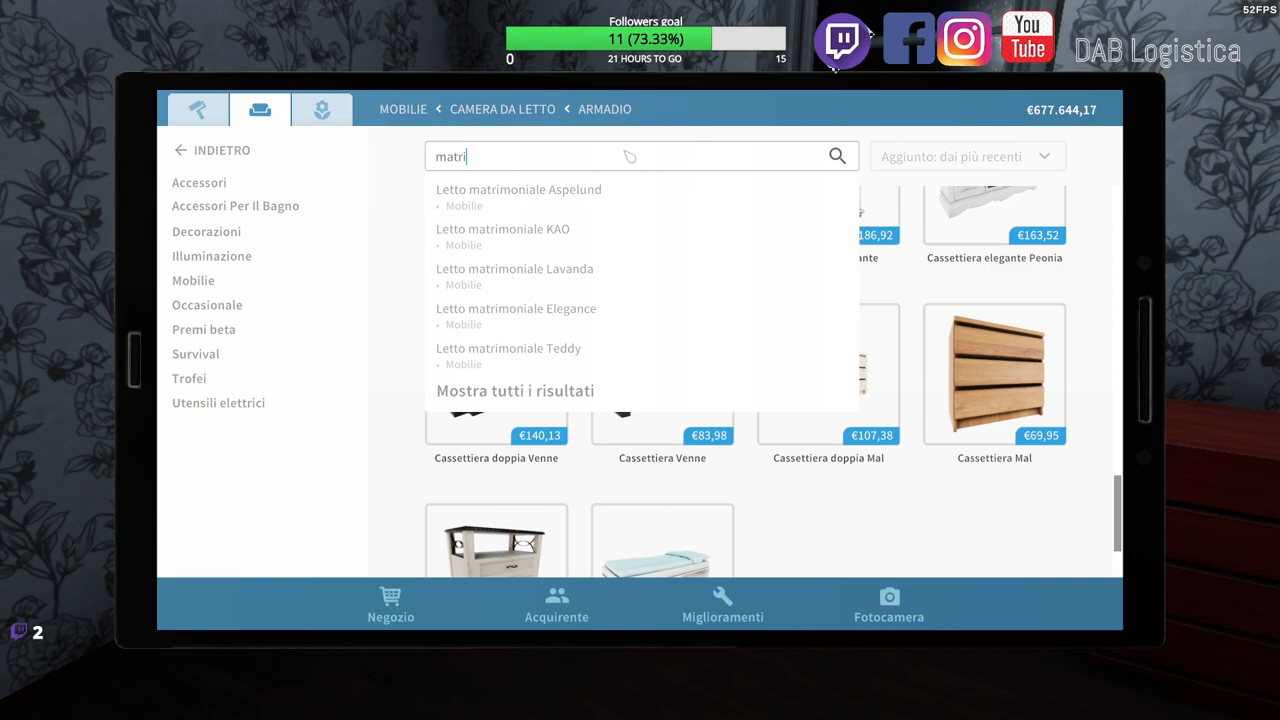 52FPS
Followers goal
11 (73.33%)
0 21 HOURS TO GO 15
You
Tube
DAB Logistica
MOBILIE < CAMERA DA LETTO < ARMADIO
€677.644,17
INDIETRO
matri
Aggiunto: dai più recenti
Accessori
Accessori Per Il Bagno
Decorazioni
Illuminazione
Mobilie
Occasionale
Premi beta
Survival
Trofei
Utensili elettrici
Letto matrimoniale Aspelund
• Mobilie
Letto matrimoniale KAO
• Mobilie
Letto matrimoniale Lavanda
• Mobilie
Letto matrimoniale Elegance
• Mobilie
Letto matrimoniale Teddy
• Mobilie
Mostra tutti i risultati
186,92
€163,52
ante
Cassettiera elegante Peonia
€140,13
€83,98
€107,38
€69,95
Cassettiera doppia Venne
Cassettiera Venne
Cassettiera doppia Mal
Cassettiera Mal
Negozio
Acquirente
Miglioramenti
Fotocamera
2